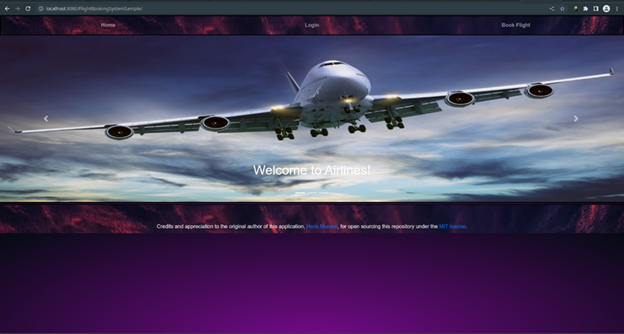 localhost:8080/FlightBookingSystemSample/
Home
Login
Book Flight
Welcome to Airlines!
Credits and appreciation to the original author of this application, for open sourcing this repository under the MIT license.